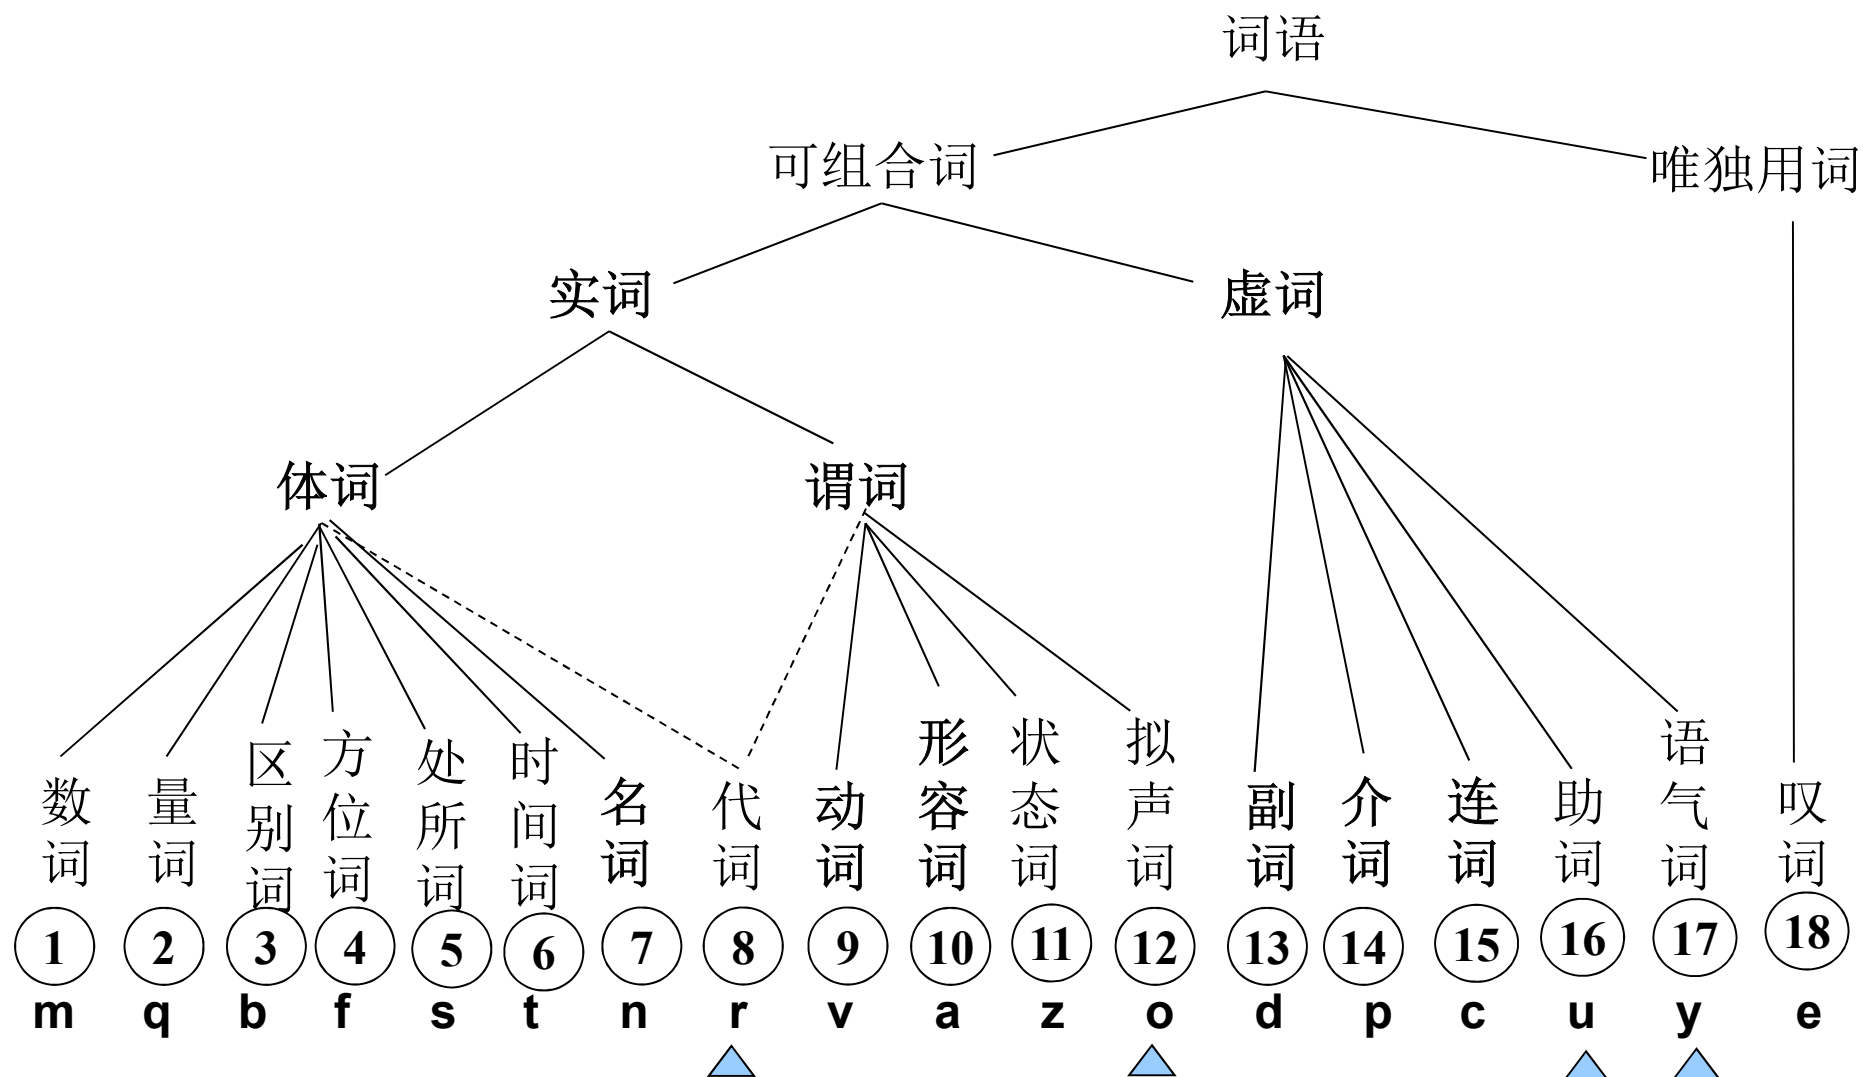 词语
可组合词
唯独用词
实词
虚词
体词
谓词
数词
量词
区别词
方位词
处所词
时间词
名词
代词
动词
形容词
状态词
拟声词
副词
介词
连词
助词
语气词
叹词
1 2 3 4 5 6 7 8 9 10 11 12 13 14 15 16 17 18
m q b f s t n r v a z o d p c u y e